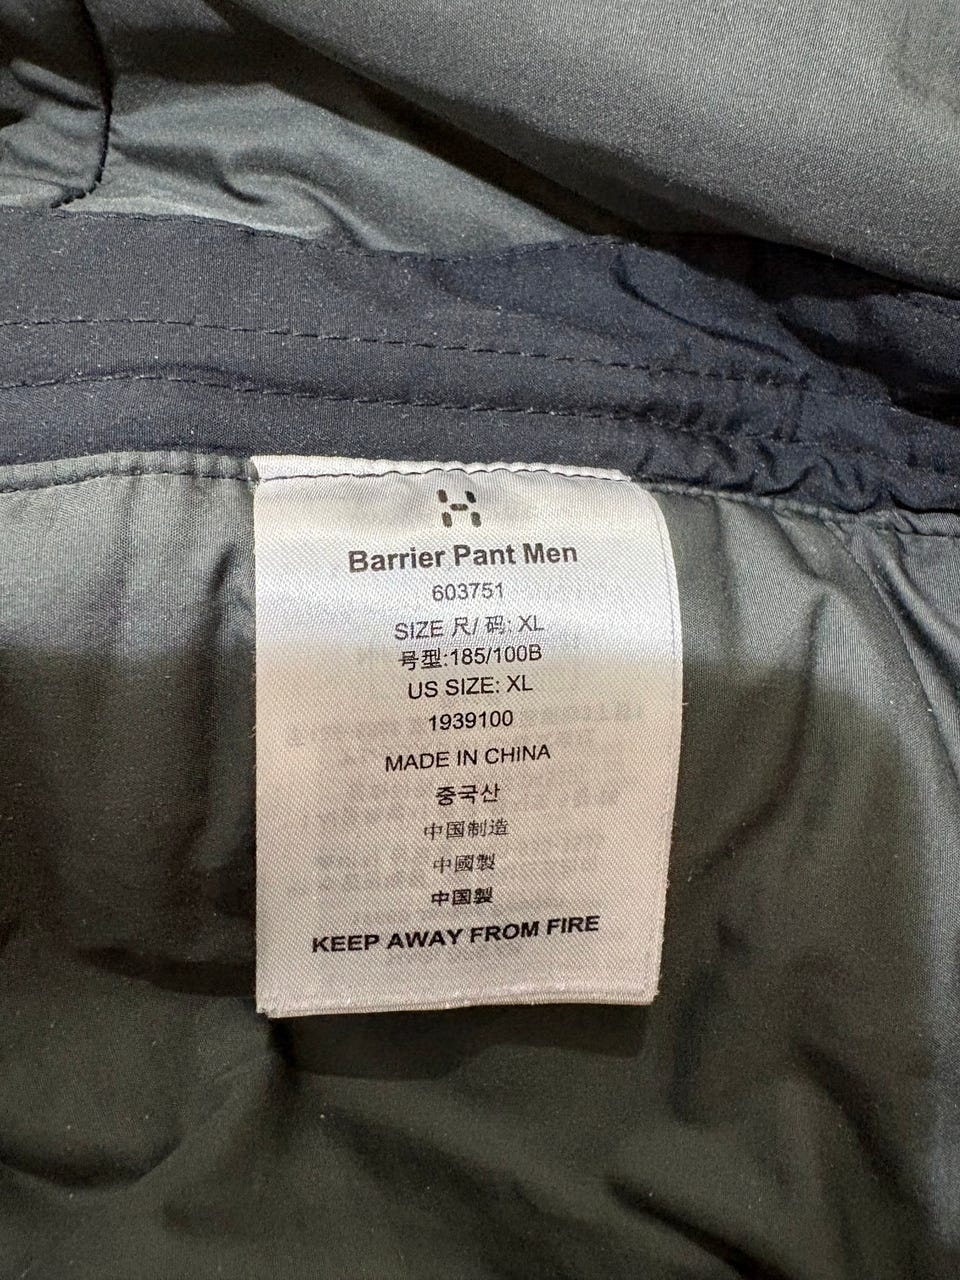 Barrier Pant Men
603751
SIZE 尺/ 码: XL
号型:185/100B
US SIZE: XL
1939100
MADE IN CHINA
중국산
中国制造
中國製
中国製
KEEP AWAY FROM FIRE